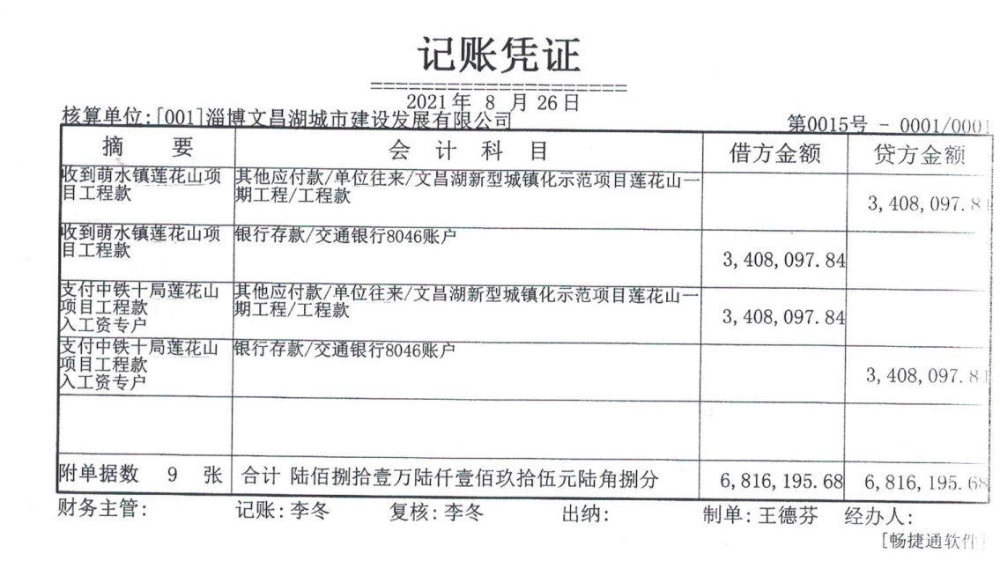 记账凭证
2021年 8 月 26日
核算单位:[001]淄博文昌湖城市建设发展有限公司
第0015号 - 0001/0001
摘 要 会 计 科 目 借方金额 贷方金额
收到萌水镇莲花山项
目工程款
其他应付款/单位往来/文昌湖新型城镇化示范项目莲花山一
期工程/工程款
3,408,097.84
收到萌水镇莲花山项
目工程款
银行存款/交通银行8046账户
3,408,097.84
支付中铁十局莲花山
项目工程款
入工资专户
其他应付款/单位往来/文昌湖新型城镇化示范项目莲花山一
期工程/工程款
3,408,097.84
支付中铁十局莲花山
项目工程款
入工资专户
银行存款/交通银行8046账户
3,408,097.84
附单据数 9 张 合计 陆佰捌拾壹万陆仟壹佰玖拾伍元陆角捌分 6,816,195.68 6,816,195.68
财务主管: 记账:李冬 复核:李冬 出纳: 制单:王德芬 经办人:
[畅捷通软件]